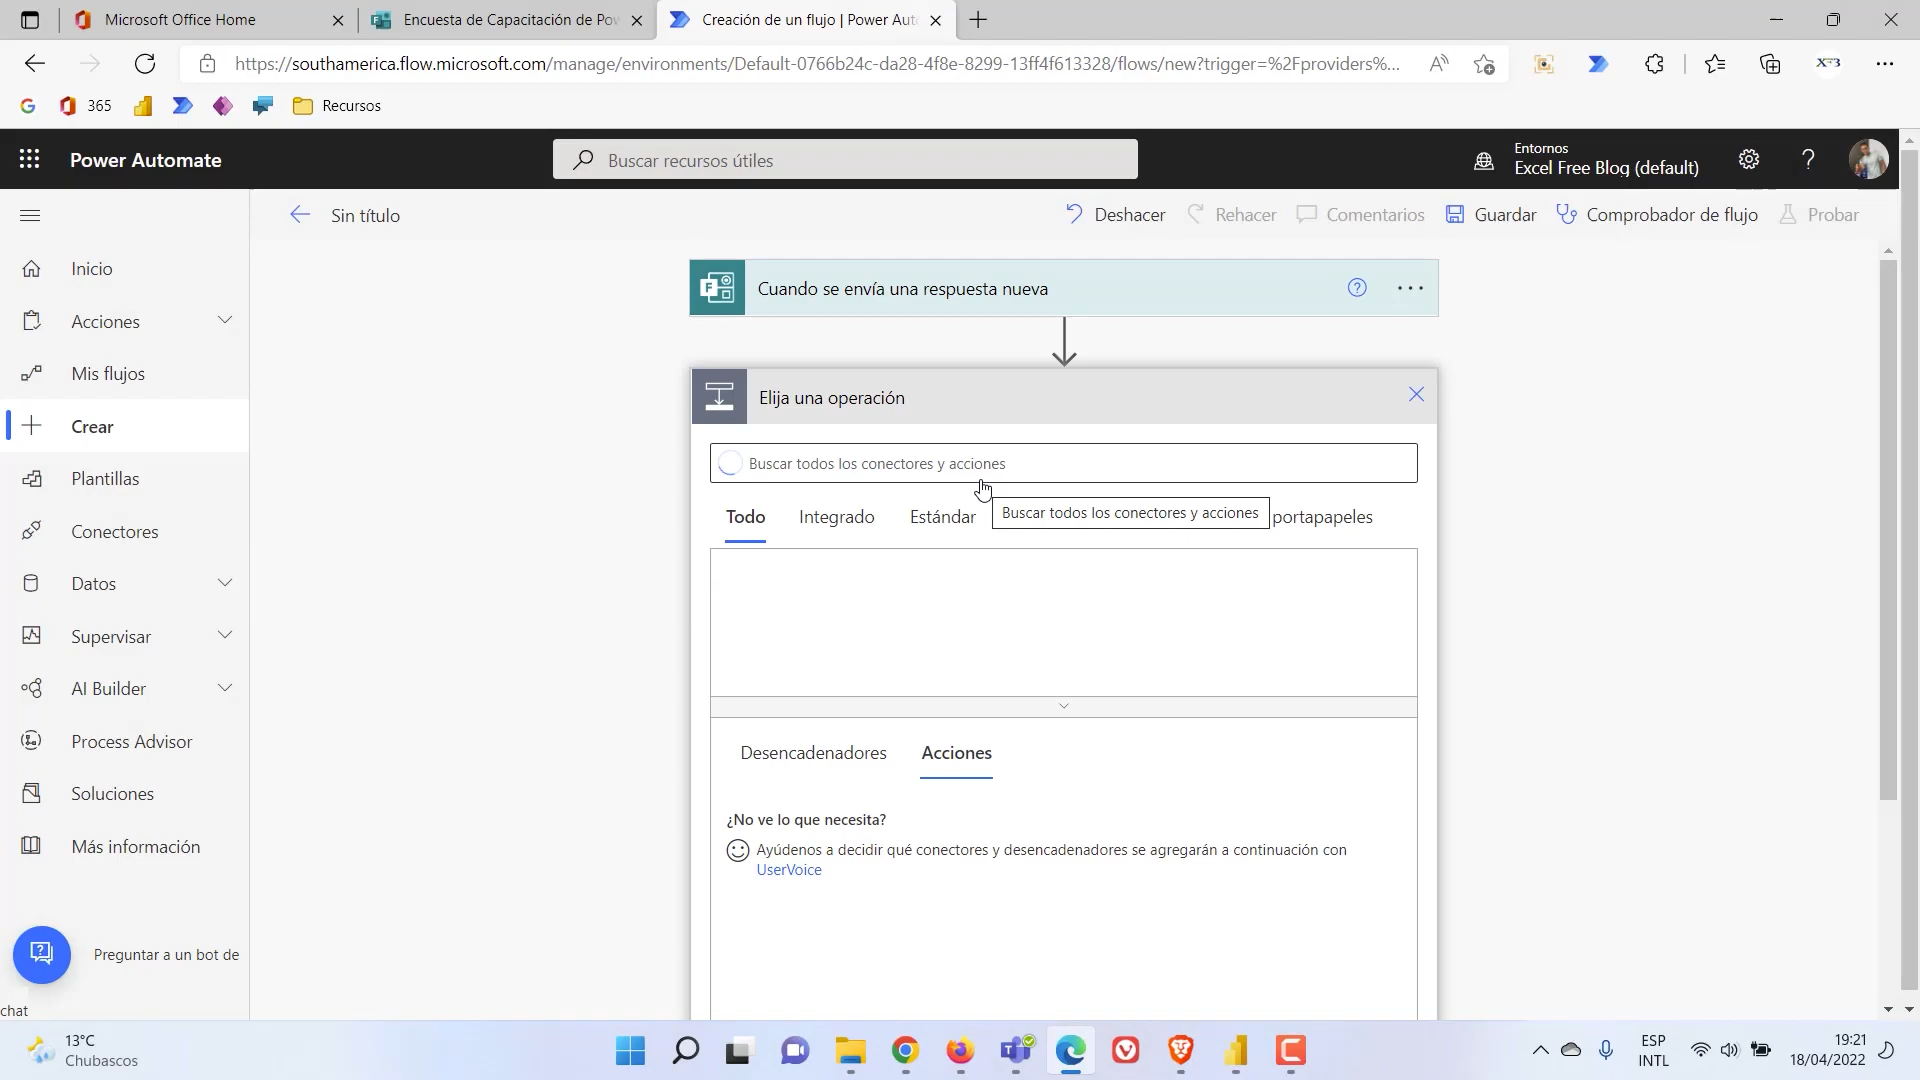 Microsoft Office Home
Encuesta de Capacitación de Pow
Creación de un flujo | Power Auto
https://southamerica.flow.microsoft.com/manage/environments/Default-0766b24c-da28-4f8e-8299-13ff4f613328/flows/new?trigger=%2Fproviders%...
365
Recursos
Power Automate
Buscar recursos útiles
Entornos
Excel Free Blog (default)
Sin título
Deshacer
Rehacer
Comentarios
Guardar
Comprobador de flujo
Probar
Inicio
Acciones
Mis flujos
Crear
Plantillas
Conectores
Datos
Supervisar
AI Builder
Process Advisor
Soluciones
Más información
Preguntar a un bot de
chat
Cuando se envía una respuesta nueva
Elija una operación
Buscar todos los conectores y acciones
Todo
Integrado
Estándar
Buscar todos los conectores y acciones
portapapeles
Desencadenadores
Acciones
¿No ve lo que necesita?
Ayúdenos a decidir qué conectores y desencadenadores se agregarán a continuación con
UserVoice
13°C
Chubascos
ESP
INTL
19:21
18/04/2022